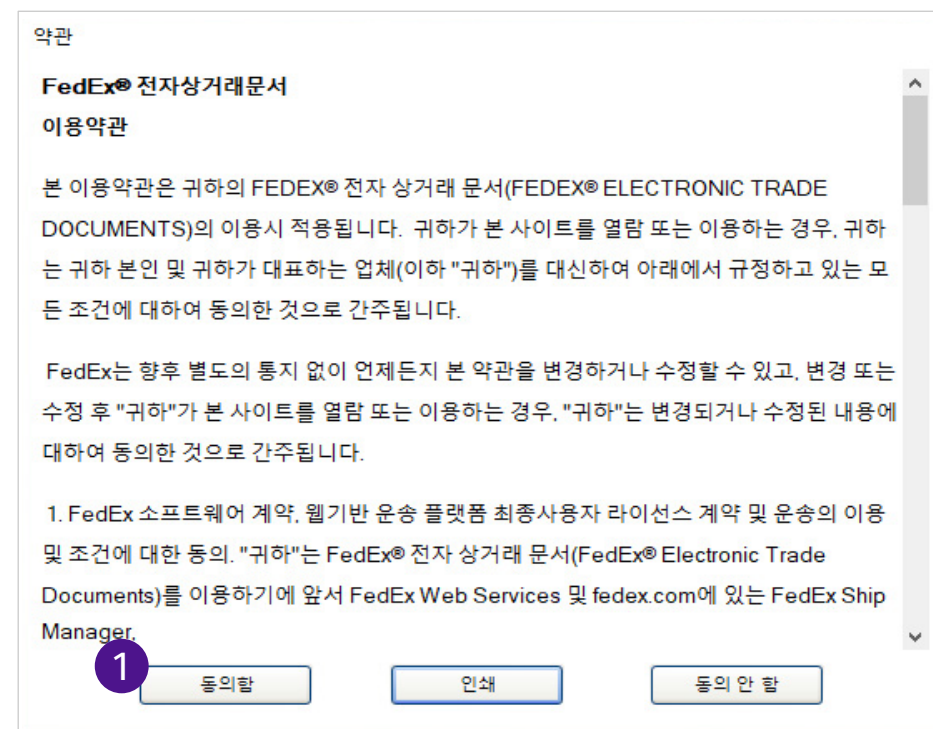 약관
FedEx® 전자상거래문서
이용약관
본 이용약관은 귀하의 FEDEX® 전자 상거래 문서(FEDEX® ELECTRONIC TRADE
DOCUMENTS)의 이용시 적용됩니다. 귀하가 본 사이트를 열람 또는 이용하는 경우, 귀하
는 귀하 본인 및 귀하가 대표하는 업체(이하 "귀하")를 대신하여 아래에서 규정하고 있는 모
든 조건에 대하여 동의한 것으로 간주됩니다.
FedEx는 향후 별도의 통지 없이 언제든지 본 약관을 변경하거나 수정할 수 있고, 변경 또는
수정 후 "귀하"가 본 사이트를 열람 또는 이용하는 경우, "귀하"는 변경되거나 수정된 내용에
대하여 동의한 것으로 간주됩니다.
1. FedEx 소프트웨어 계약, 웹기반 운송 플랫폼 최종사용자 라이선스 계약 및 운송의 이용
및 조건에 대한 동의. "귀하"는 FedEx® 전자 상거래 문서(FedEx® Electronic Trade
Documents)를 이용하기에 앞서 FedEx Web Services 및 fedex.com에 있는 FedEx Ship
Manager,
1 동의함 인쇄 동의 안 함